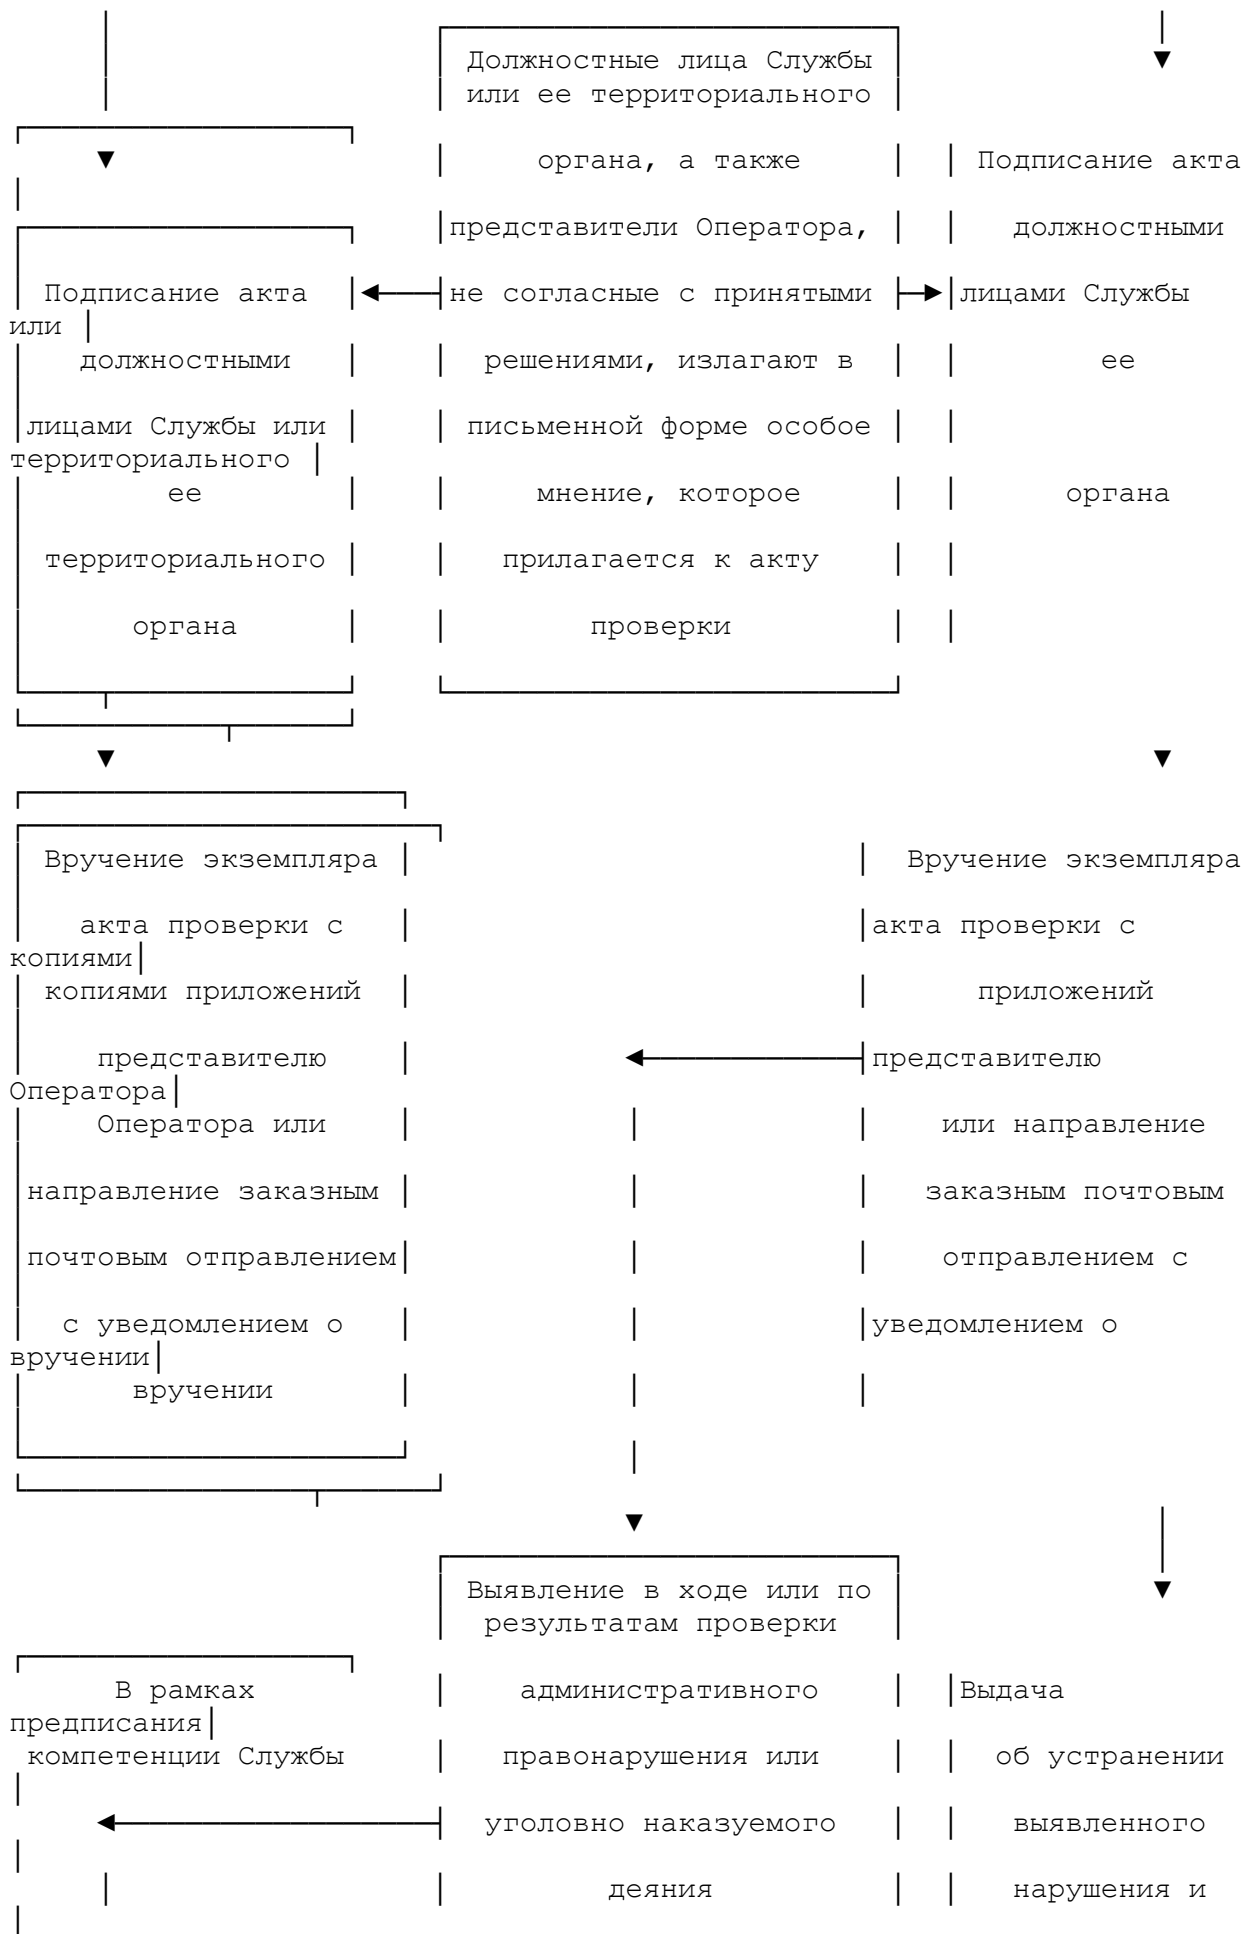 Должностные лица Службы
или ее территориального
органа, а также Подписание акта
представители Оператора, должностными
Подписание акта не согласные с принятыми лицами Службы
или
должностными решениями, излагают в ее
лицами Службы или письменной форме особое
территориального
ее мнение, которое органа
территориального прилагается к акту
органа проверки
Вручение экземпляра Вручение экземпляра
акта проверки с акта проверки с
копиями
копиями приложений приложений
представителю представителю
Оператора
Оператора или или направление
направление заказным заказным почтовым
почтовым отправлением отправлением с
с уведомлением о уведомлением о
вручении
вручении
Выявление в ходе или по
результатам проверки
В рамках административного Выдача
предписания
компетенции Службы правонарушения или об устранении
уголовно наказуемого выявленного
деяния нарушения и